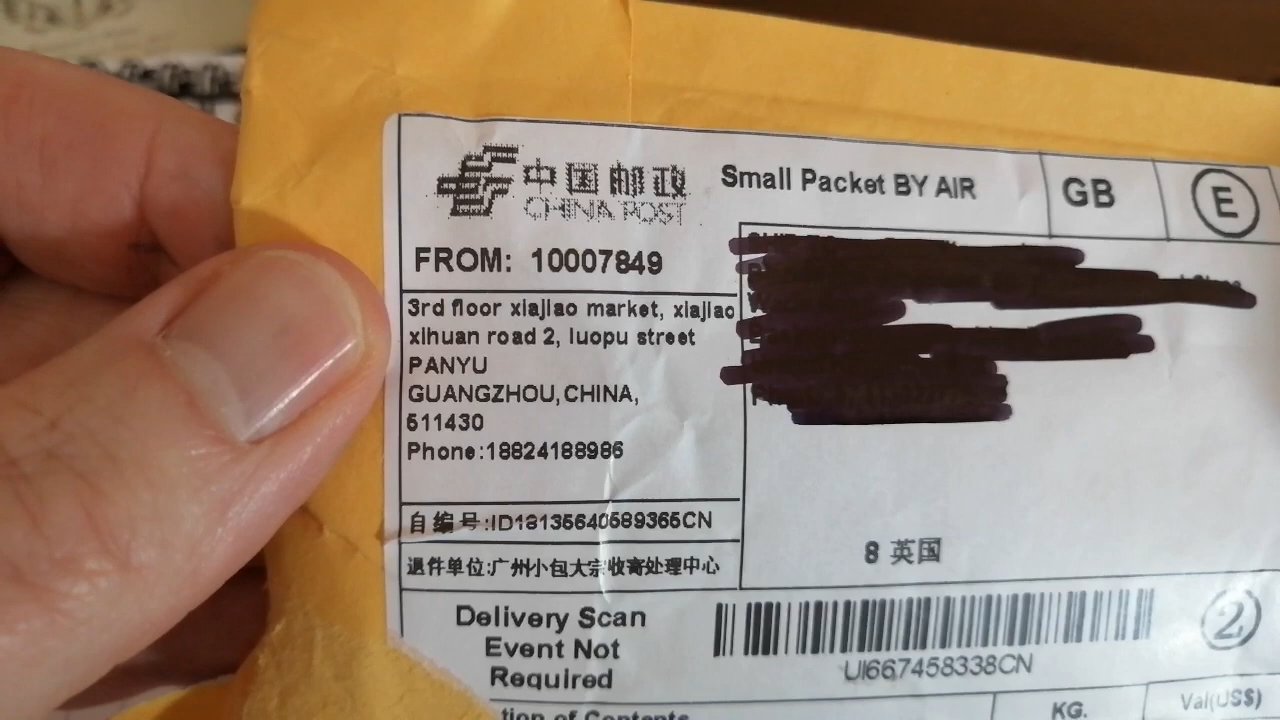 中国邮政
CHINA POST
Small Packet BY AIR
GB
E
FROM: 10007849
3rd floor xiajiao market, xiajiao
xihuan road 2, luopu street
PANYU
GUANGZHOU,CHINA,
511430
Phone:18824188986
自编号:ID18135640589365CN
退件单位:广州小包大宗收寄处理中心
8 英国
Delivery Scan
Event Not
Required
UI667458338CN
2
tion of Contents
KG.
Val(US$)